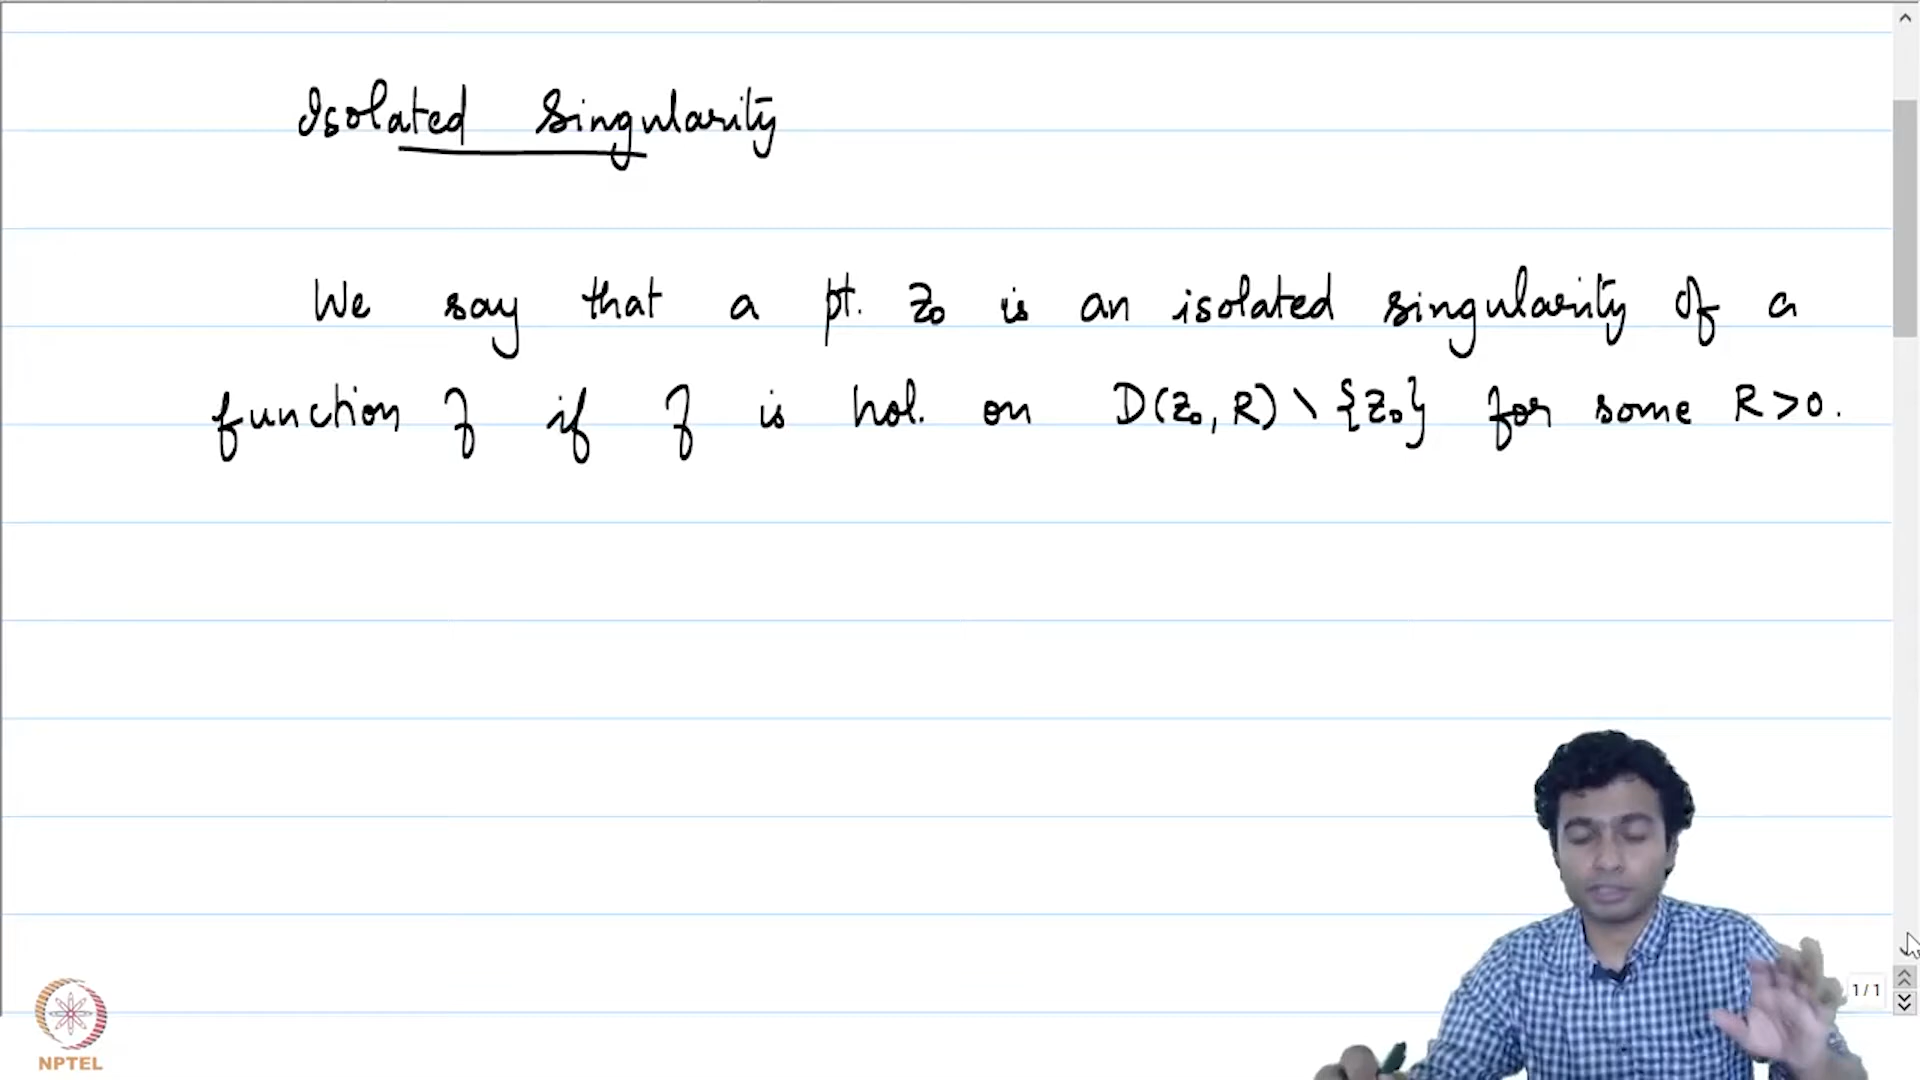 Isolated Singularity
We say that a pt. z₀ is an isolated singularity of a
function f if f is hol. on D(z₀, R) \ {z₀} for some R > 0.
1 / 1
NPTEL